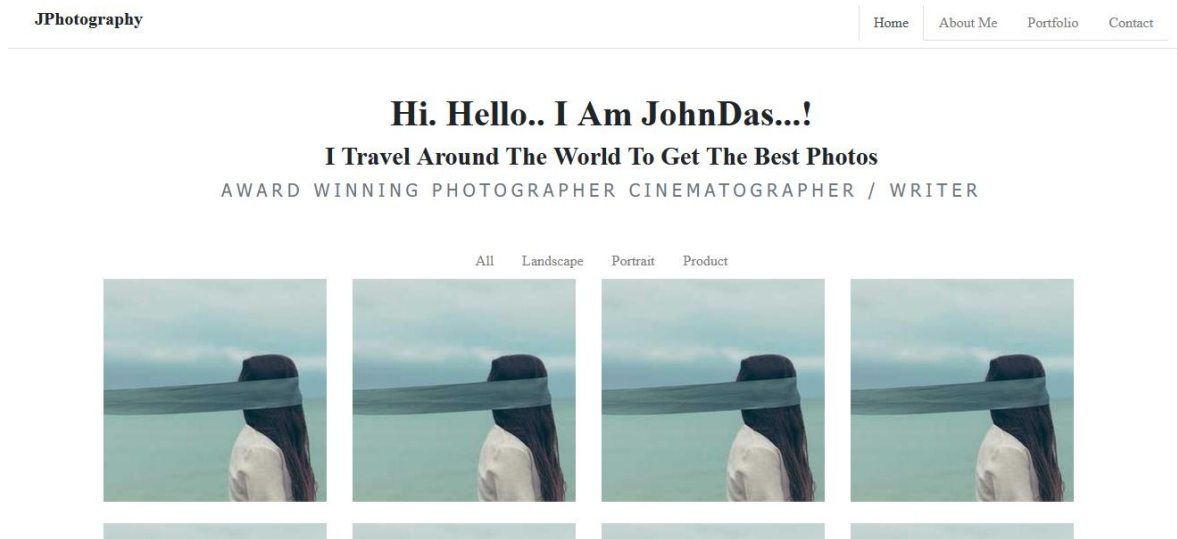 JPhotography
Home About Me Portfolio Contact
Hi. Hello.. I Am JohnDas...!
I Travel Around The World To Get The Best Photos
AWARD WINNING PHOTOGRAPHER CINEMATOGRAPHER / WRITER
All Landscape Portrait Product